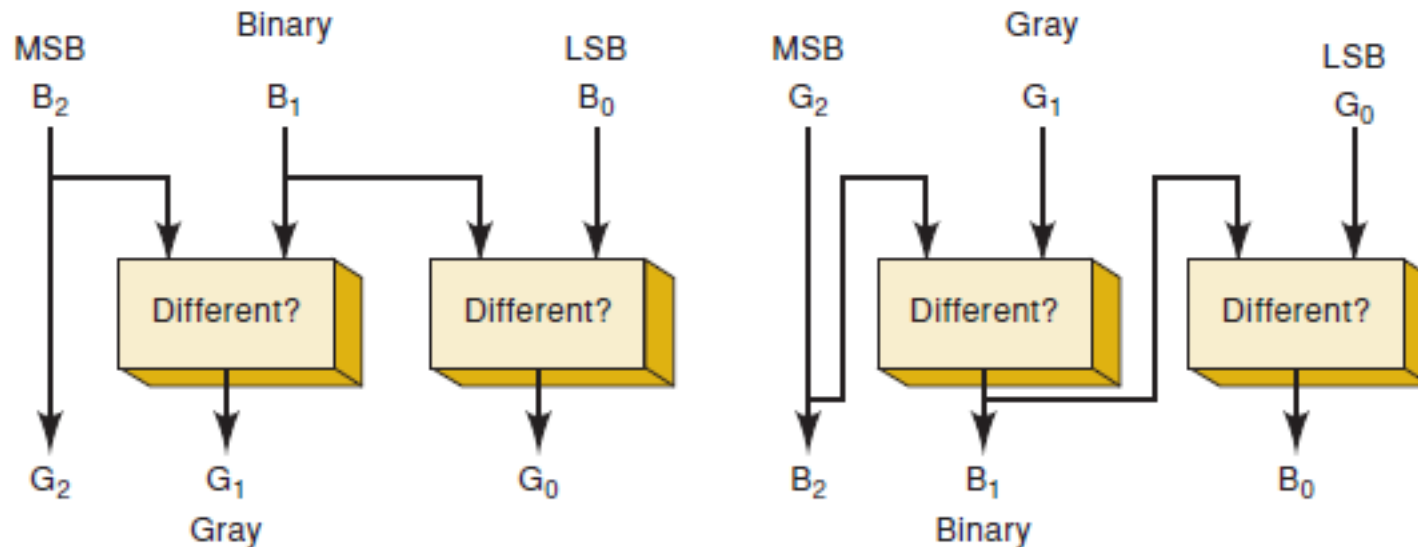 Binary
MSB
LSB
B₂
B₁
B₀
Different?
Different?
G₂
G₁
G₀
Gray
Gray
MSB
LSB
G₂
G₁
G₀
Different?
Different?
B₂
B₁
B₀
Binary